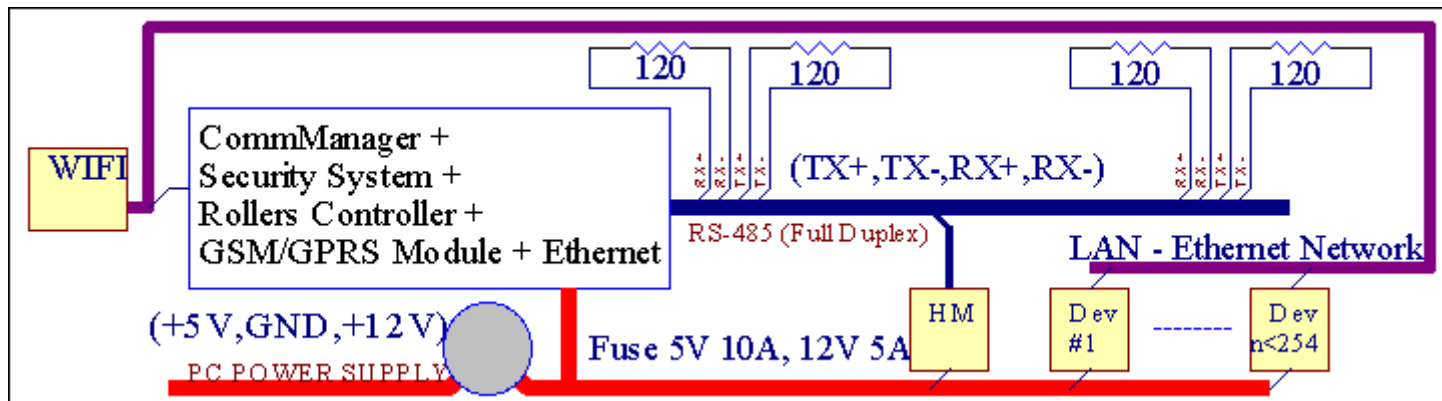 120
120
120
120
CommManager +
Security System +
Rollers Controller +
GSM/GPRS Module + Ethernet
WIFI
RX+
RX-
TX+
TX-
(TX+,TX-,RX+,RX-)
RX+
RX-
TX+
TX-
RS-485 (Full Duplex)
LAN - Ethernet Network
(+5V,GND,+12V)
PC POWER SUPPLY
Fuse 5V 10A, 12V 5A
HM
Dev
#1
Dev
n<254